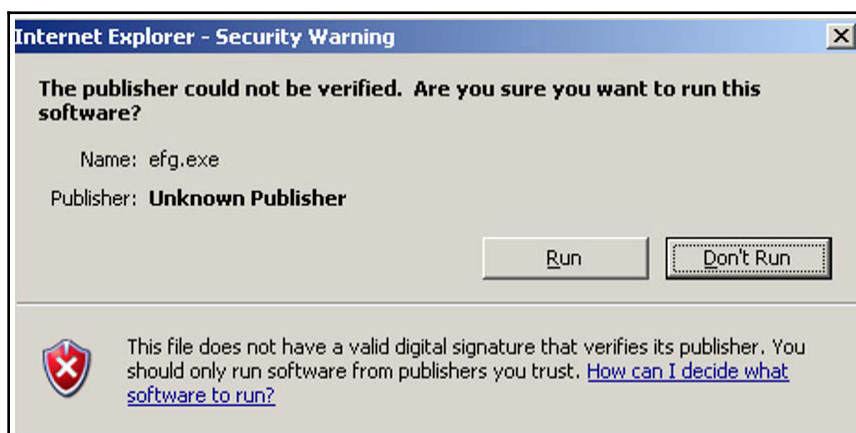 Internet Explorer - Security Warning
The publisher could not be verified. Are you sure you want to run this
software?
Name: efg.exe
Publisher: Unknown Publisher
Run
Don't Run
This file does not have a valid digital signature that verifies its publisher. You
should only run software from publishers you trust. How can I decide what
software to run?